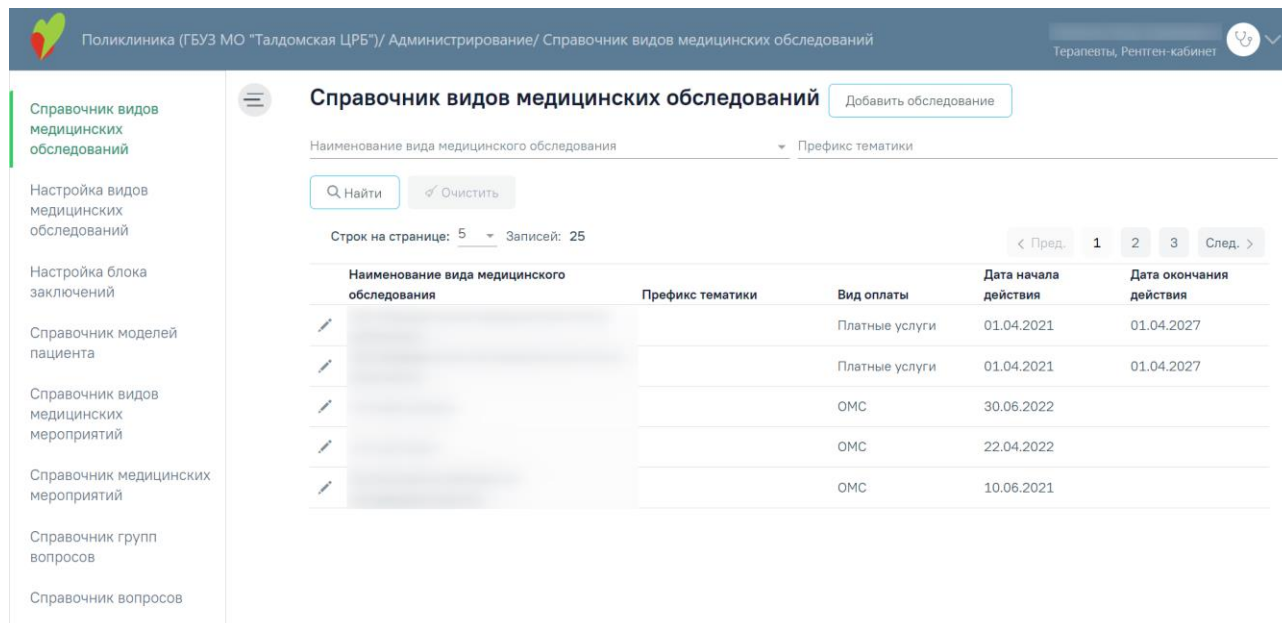 Поликлиника (ГБУЗ МО "Талдомская ЦРБ")/ Администрирование/ Справочник видов медицинских обследований
Терапевты, Рентген-кабинет
Справочник видов
медицинских
обследований
Настройка видов
медицинских
обследований
Настройка блока
заключений
Справочник моделей
пациента
Справочник видов
медицинских
мероприятий
Справочник медицинских
мероприятий
Справочник групп
вопросов
Справочник вопросов
Справочник видов медицинских обследований
Добавить обследование
Наименование вида медицинского обследования
Префикс тематики
Найти
Очистить
Строк на странице: 5 Записей: 25
< Пред. 1 2 3 След. >
Наименование вида медицинского
обследования
Префикс тематики
Вид оплаты
Дата начала
действия
Дата окончания
действия
Платные услуги 01.04.2021 01.04.2027
Платные услуги 01.04.2021 01.04.2027
ОМС 30.06.2022
ОМС 22.04.2022
ОМС 10.06.2021